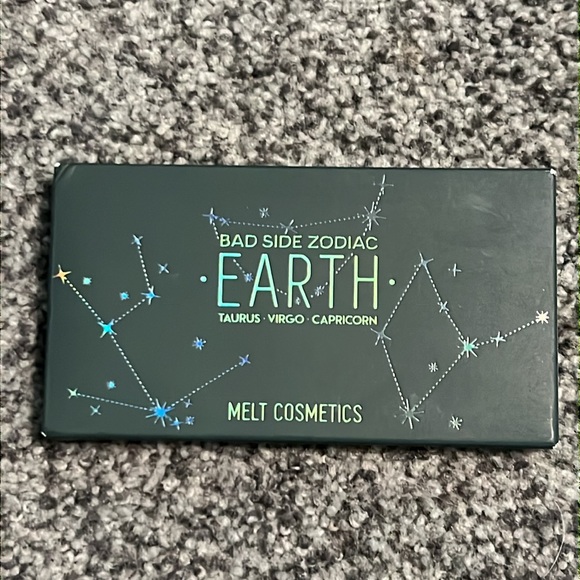 BAD SIDE ZODIAC
· EARTH ·
TAURUS · VIRGO · CAPRICORN
MELT COSMETICS